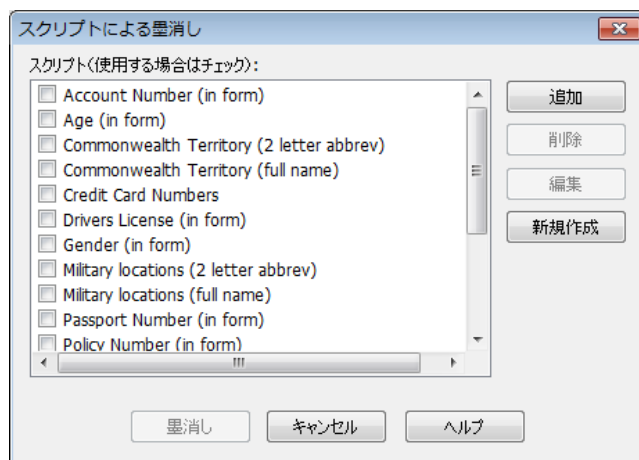 スクリプトによる墨消し
スクリプト(使用する場合はチェック):
Account Number (in form)
Age (in form)
Commonwealth Territory (2 letter abbrev)
Commonwealth Territory (full name)
Credit Card Numbers
Drivers License (in form)
Gender (in form)
Military locations (2 letter abbrev)
Military locations (full name)
Passport Number (in form)
Policy Number (in form)
追加
削除
編集
新規作成
墨消し
キャンセル
ヘルプ